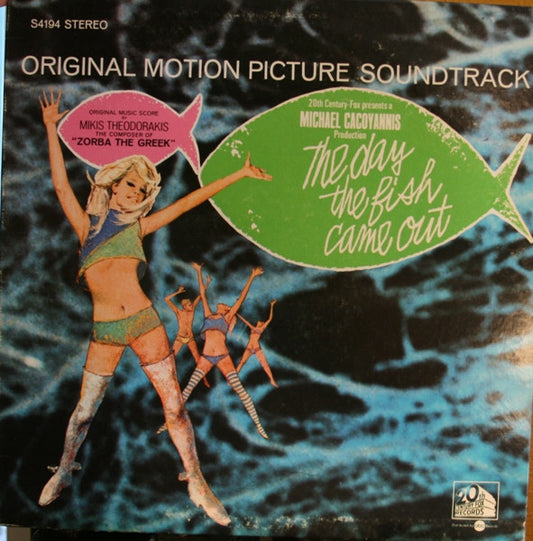 S4194 STEREO
ORIGINAL MOTION PICTURE SOUNDTRACK
ORIGINAL MUSIC SCORE
BY
MIKIS THEODORAKIS
THE COMPOSER OF
"ZORBA THE GREEK"
20th Century-Fox presents a
MICHAEL CACOYANNIS
Production
The day
the fish
came out
20th
CENTURY FOX
RECORDS